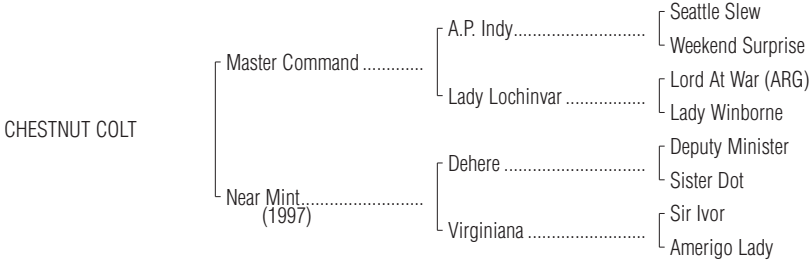 Seattle Slew
A.P. Indy..............................
Weekend Surprise
Master Command .............
Lord At War (ARG)
Lady Lochinvar .................
Lady Winborne
CHESTNUT COLT
Deputy Minister
Dehere ..............................
Sister Dot
Near Mint..........................
(1997)
Sir Ivor
Virginiana .........................
Amerigo Lady